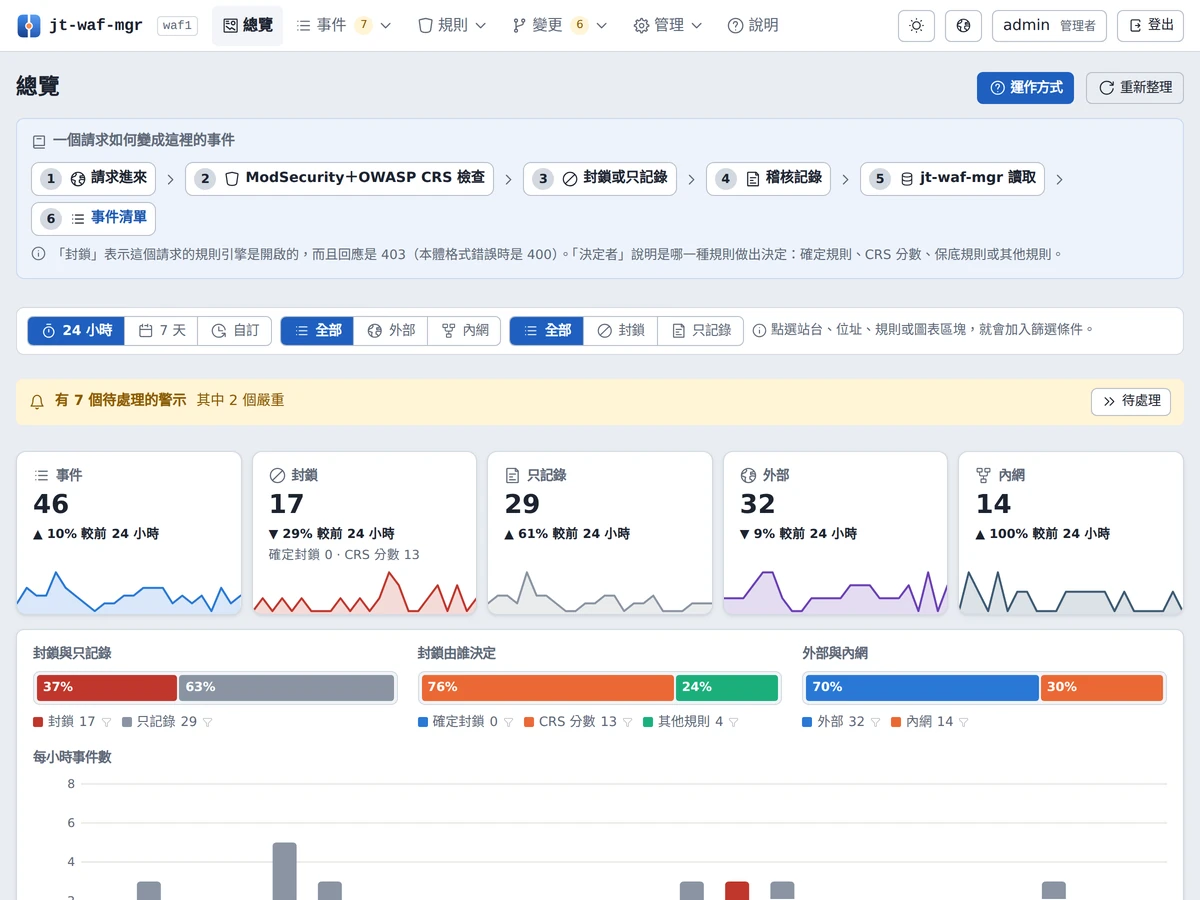 jt-waf-mgr waf1 總覽 事件 7 規則 變更 6 管理 說明 admin 管理者 登出
總覽 運作方式 重新整理
一個請求如何變成這裡的事件
1 請求進來 2 ModSecurity+OWASP CRS 檢查 3 封鎖或只記錄 4 稽核記錄 5 jt-waf-mgr 讀取
6 事件清單
「封鎖」表示這個請求的規則引擎是開啟的，而且回應是 403（本體格式錯誤時是 400）。「決定者」說明是哪一種規則做出決定：確定規則、CRS 分數、保底規則或其他規則。
24 小時 7 天 自訂 全部 外部 內網 全部 封鎖 只記錄 點選站台、位址、規則或圖表區塊，就會加入篩選條件。
有 7 個待處理的警示 其中 2 個嚴重 待處理
事件
46
▲ 10% 較前 24 小時
封鎖
17
▼ 29% 較前 24 小時
確定封鎖 0 · CRS 分數 13
只記錄
29
▲ 61% 較前 24 小時
外部
32
▼ 9% 較前 24 小時
內網
14
▲ 100% 較前 24 小時
封鎖與只記錄
37% 63%
封鎖 17 只記錄 29
封鎖由誰決定
76% 24%
確定封鎖 0 CRS 分數 13 其他規則 4
外部與內網
70% 30%
外部 32 內網 14
每小時事件數
8
6
4
2